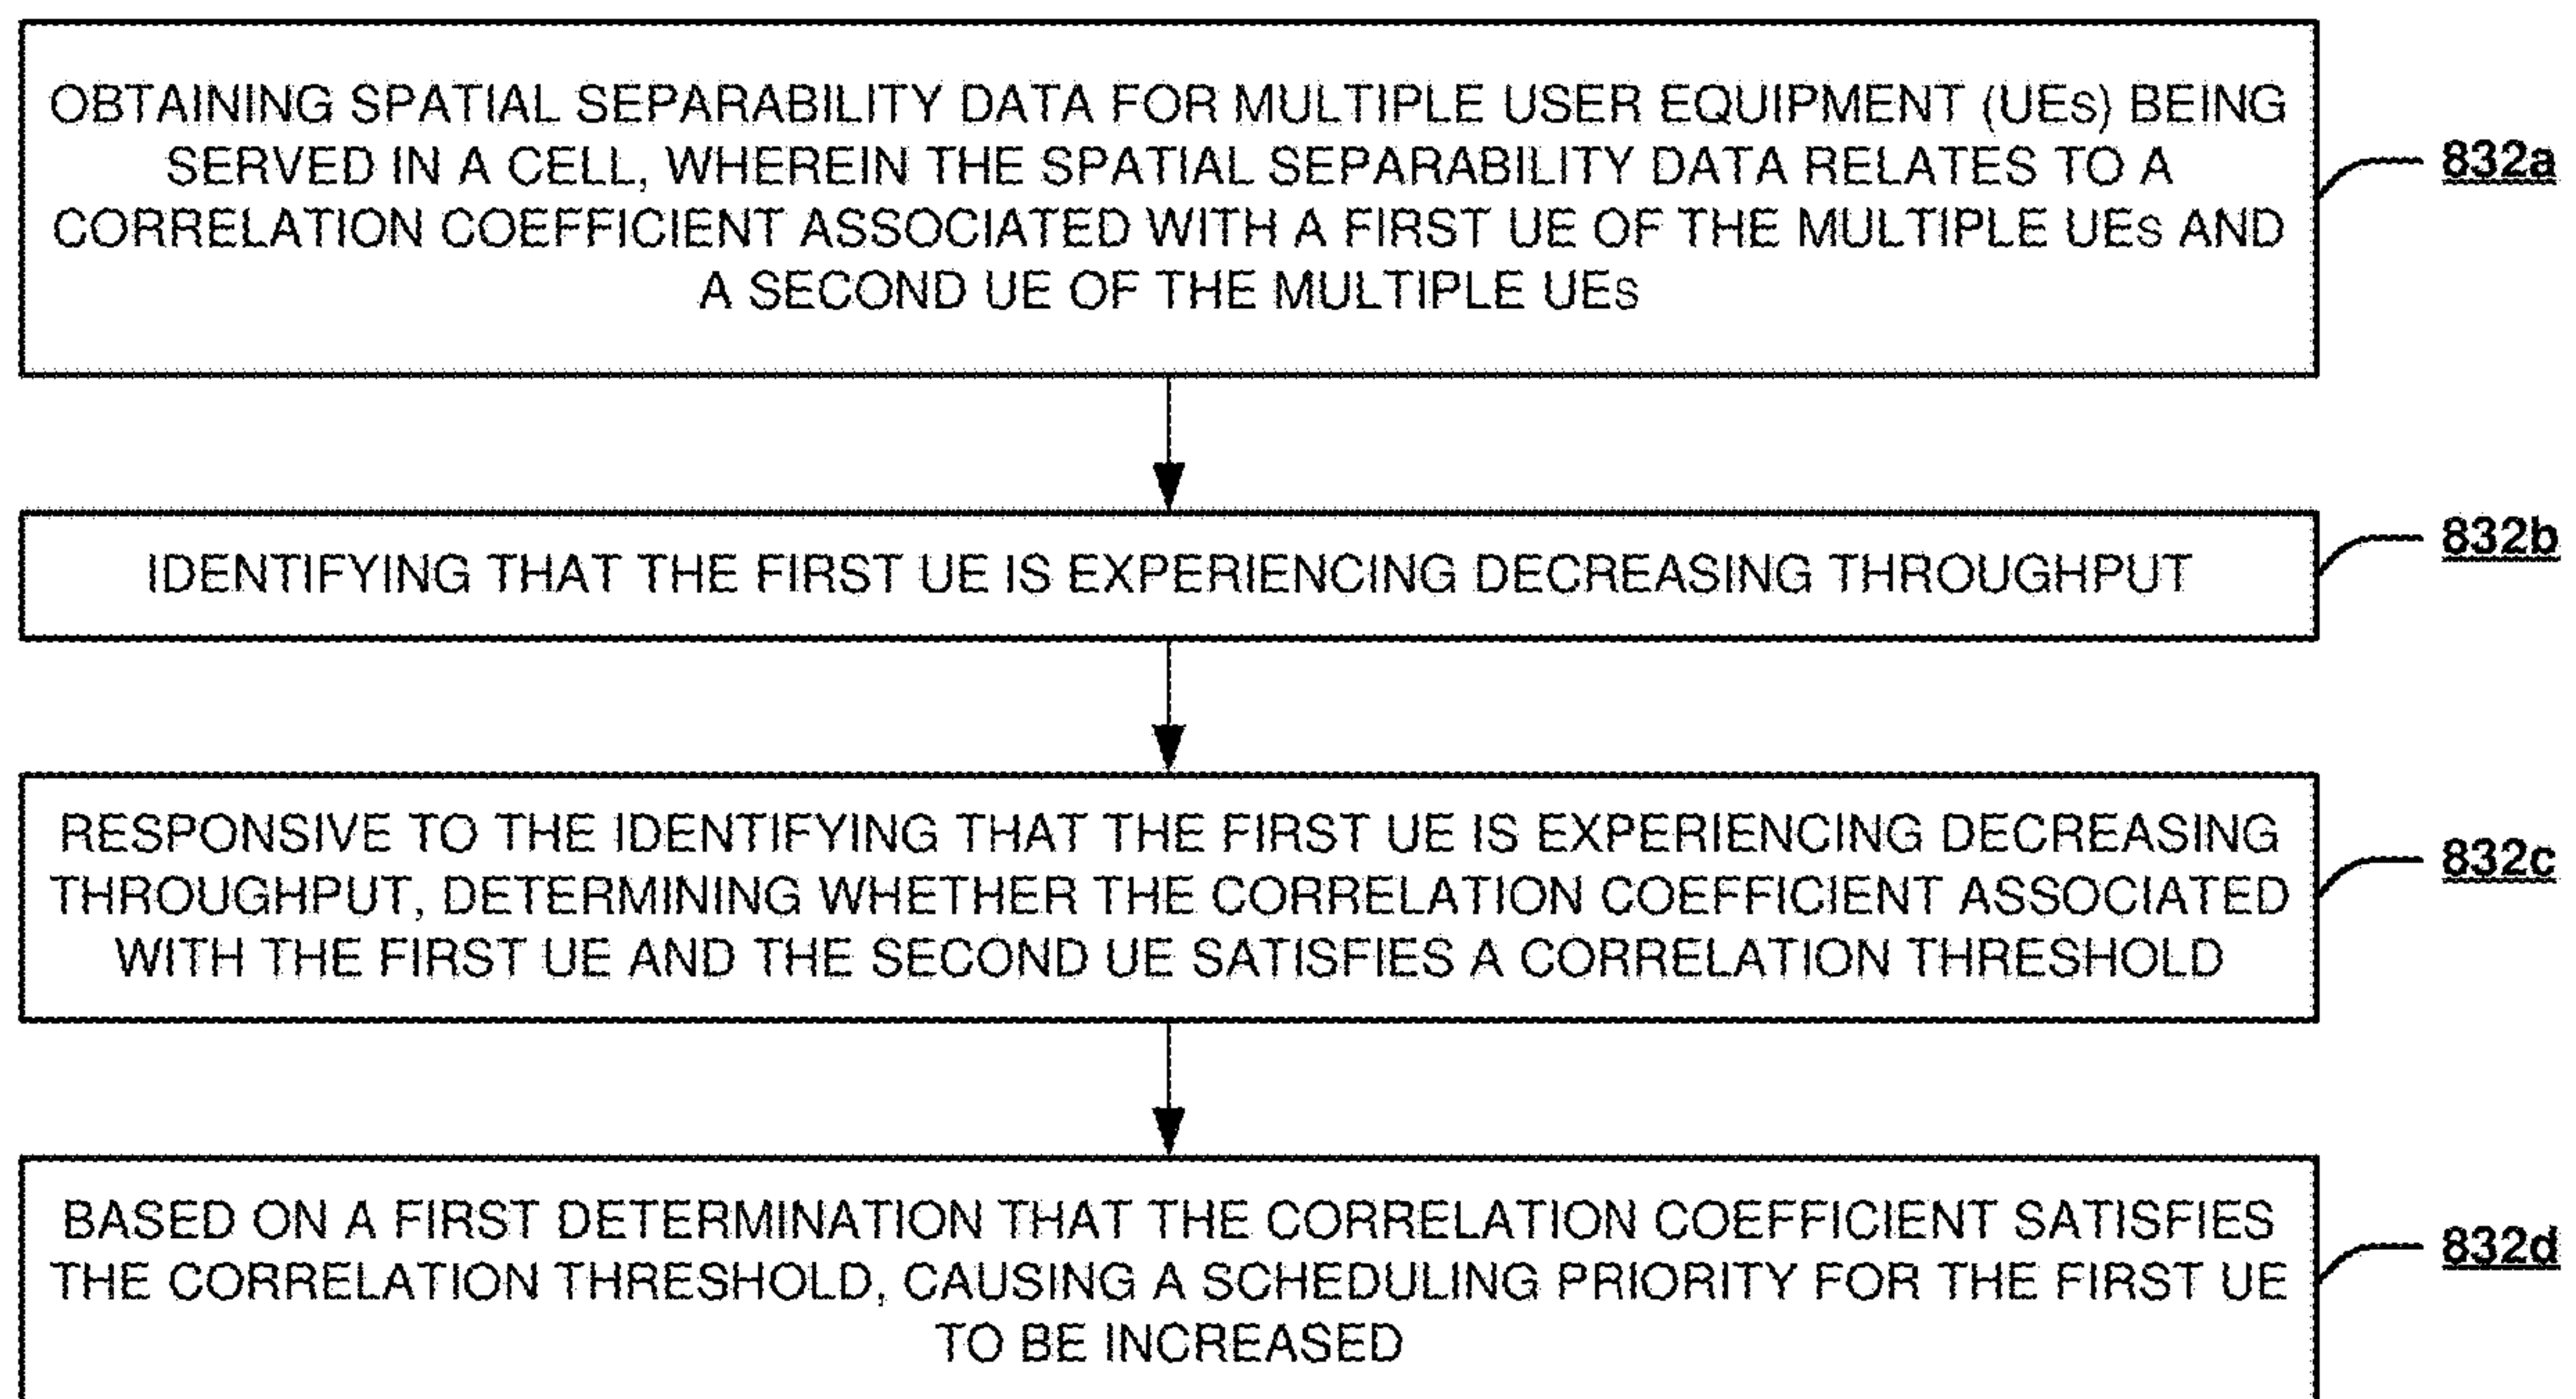 OBTAINING SPATIAL SEPARABILITY DATA FOR MULTIPLE USER EQUIPMENT (UEs) BEING
SERVED IN A CELL, WHEREIN THE SPATIAL SEPARABILITY DATA RELATES TO A
CORRELATION COEFFICIENT ASSOCIATED WITH A FIRST UE OF THE MULTIPLE UEs AND
A SECOND UE OF THE MULTIPLE UEs
832a
IDENTIFYING THAT THE FIRST UE IS EXPERIENCING DECREASING THROUGHPUT
832b
RESPONSIVE TO THE IDENTIFYING THAT THE FIRST UE IS EXPERIENCING DECREASING
THROUGHPUT, DETERMINING WHETHER THE CORRELATION COEFFICIENT ASSOCIATED
WITH THE FIRST UE AND THE SECOND UE SATISFIES A CORRELATION THRESHOLD
832c
BASED ON A FIRST DETERMINATION THAT THE CORRELATION COEFFICIENT SATISFIES
THE CORRELATION THRESHOLD, CAUSING A SCHEDULING PRIORITY FOR THE FIRST UE
TO BE INCREASED
832d